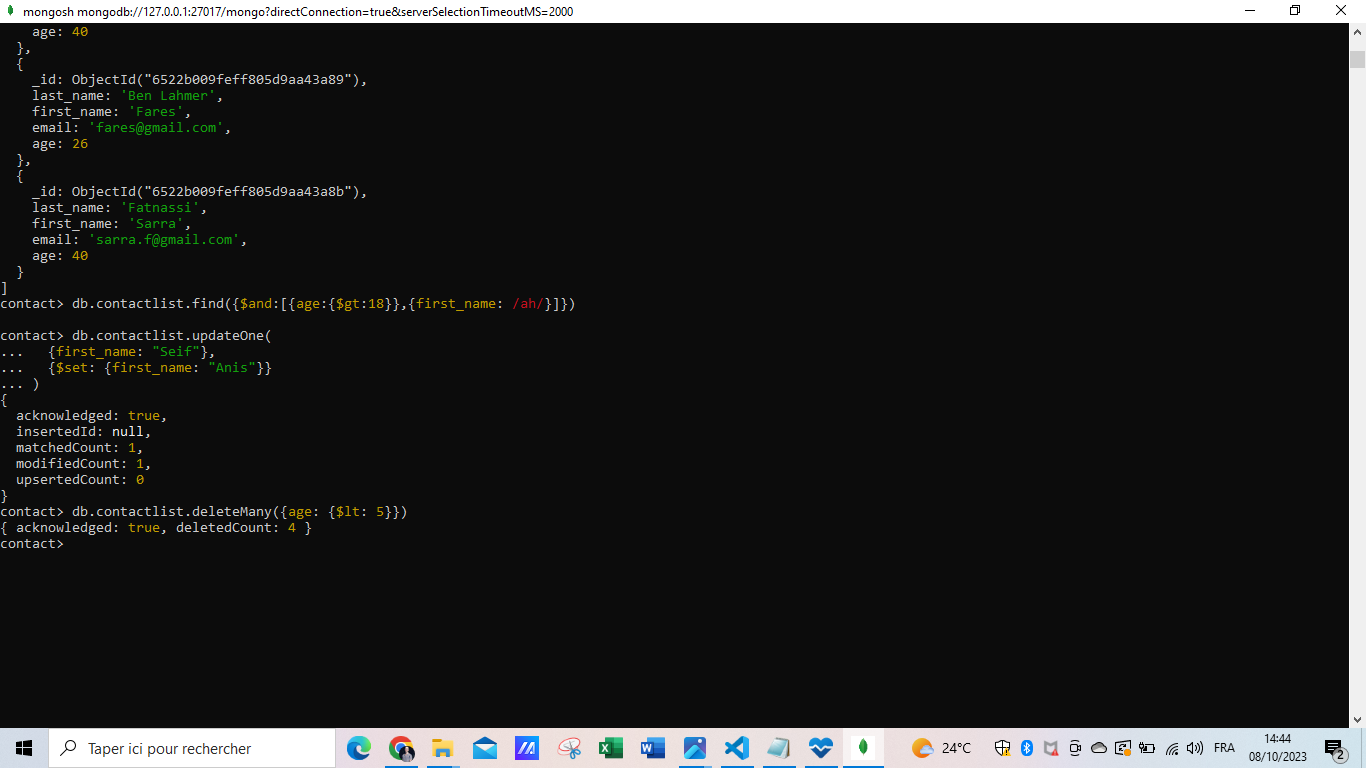 mongosh mongodb://127.0.0.1:27017/mongo?directConnection=true&serverSelectionTimeoutMS=2000
    age: 40
  },
  {
    _id: ObjectId("6522b009feff805d9aa43a89"),
    last_name: 'Ben Lahmer',
    first_name: 'Fares',
    email: 'fares@gmail.com',
    age: 26
  },
  {
    _id: ObjectId("6522b009feff805d9aa43a8b"),
    last_name: 'Fatnassi',
    first_name: 'Sarra',
    email: 'sarra.f@gmail.com',
    age: 40
  }
]
contact> db.contactlist.find({$and:[{age:{$gt:18}},{first_name: /ah/}]})
contact> db.contactlist.updateOne(
...   {first_name: "Seif"},
...   {$set: {first_name: "Anis"}}
... )
{
  acknowledged: true,
  insertedId: null,
  matchedCount: 1,
  modifiedCount: 1,
  upsertedCount: 0
}
contact> db.contactlist.deleteMany({age: {$lt: 5}})
{ acknowledged: true, deletedCount: 4 }
contact>
Taper ici pour rechercher
24°C
FRA
14:44
08/10/2023
2